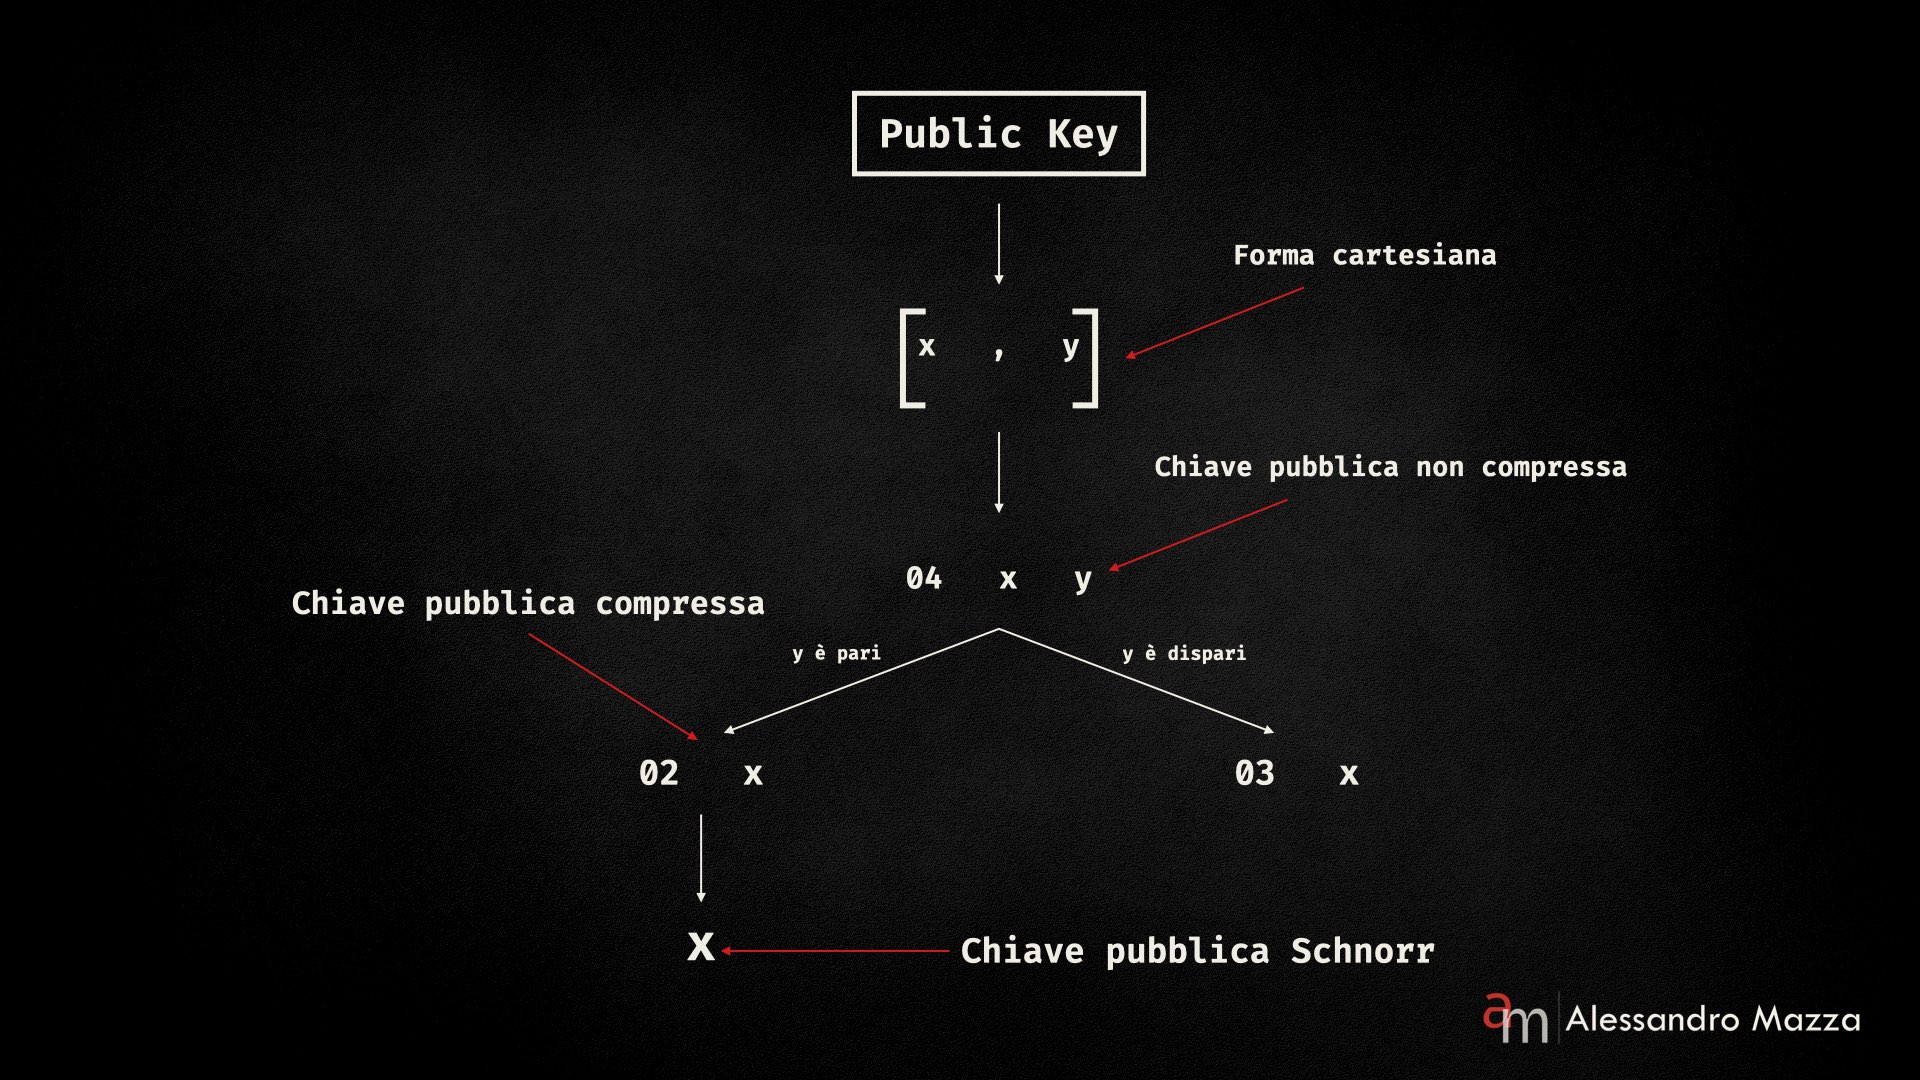 Public Key
Forma cartesiana
[x , y]
Chiave pubblica non compressa
04 x y
Chiave pubblica compressa
y è pari
y è dispari
02 x
03 x
x
Chiave pubblica Schnorr
am Alessandro Mazza